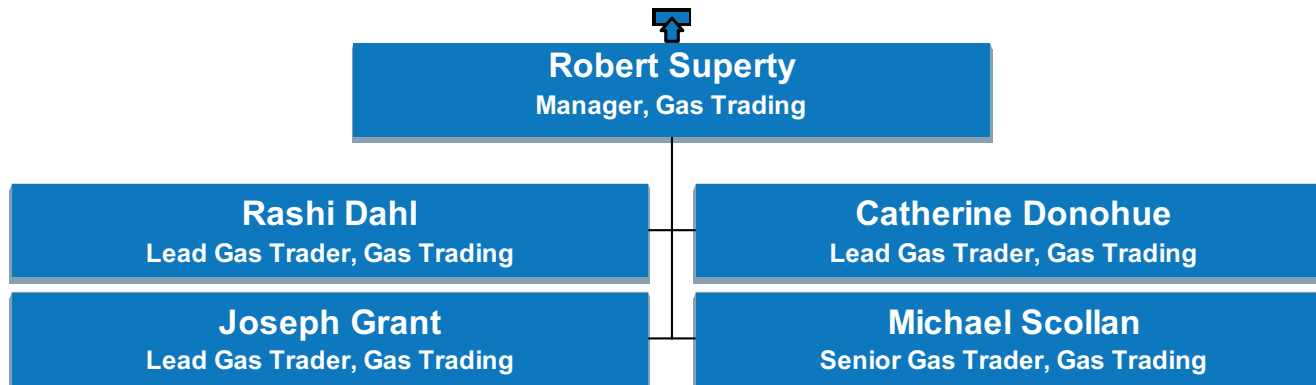 Robert Superty
Manager, Gas Trading
Rashi Dahl
Lead Gas Trader, Gas Trading
Catherine Donohue
Lead Gas Trader, Gas Trading
Joseph Grant
Lead Gas Trader, Gas Trading
Michael Scollan
Senior Gas Trader, Gas Trading